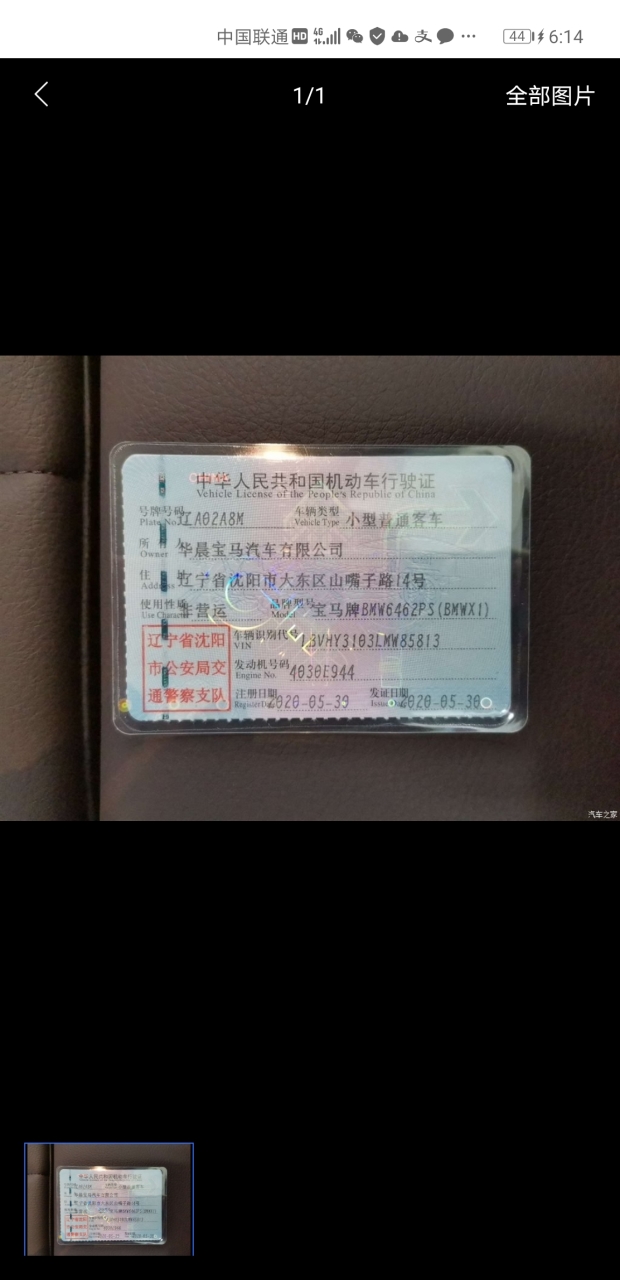 中国联通 HD 4G 44 6:14
1/1 全部图片
中华人民共和国机动车行驶证
Vehicle License of the People's Republic of China
号牌号码 辽A02A8M 车辆类型 小型普通客车
Plate No. Vehicle Type
所有人 华晨宝马汽车有限公司
Owner
住址 辽宁省沈阳市大东区山嘴子路14号
Address
使用性质 非营运 品牌型号 宝马牌BMW6462PS(BMWX1)
Use Character Model
辽宁省沈阳 车辆识别代号 LBVHY3103LMW85813
VIN
市公安局交 发动机号码 4030E944
Engine No.
通警察支队 注册日期 2020-05-30 发证日期 2020-05-30
Register Date Issue Date
汽车之家